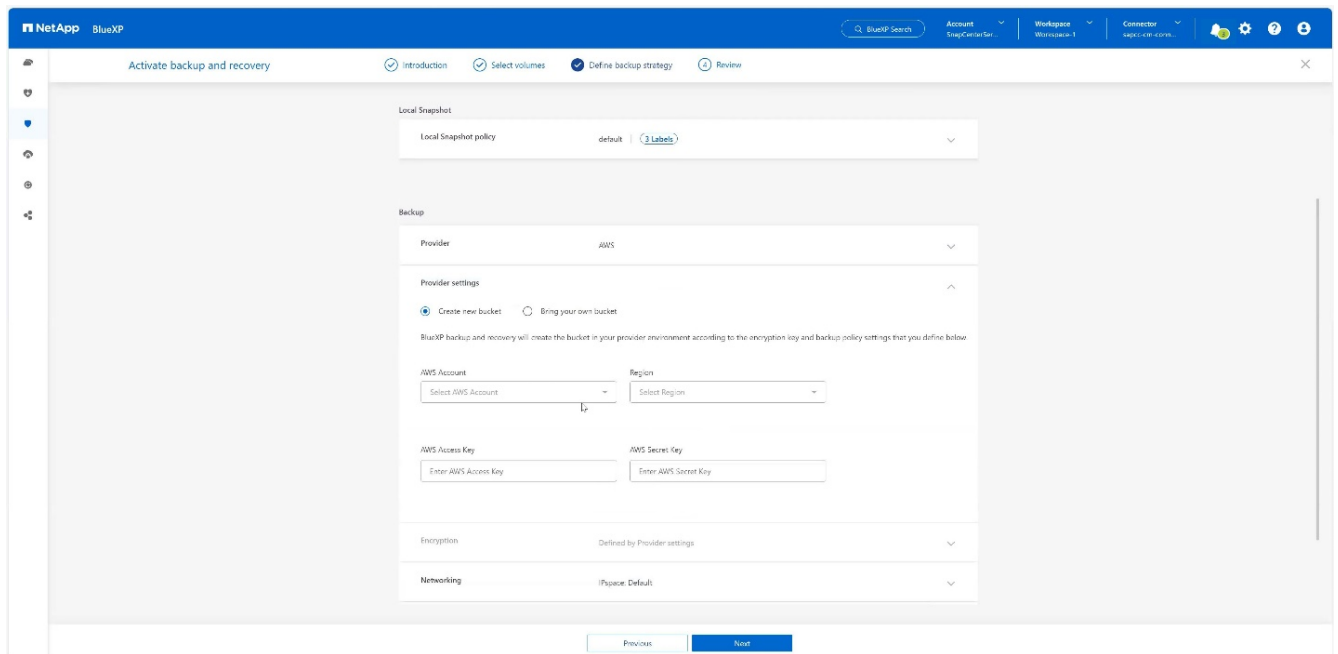 NetApp BlueXP
BlueXP Search
Account
SnapCenterSer...
Workspace
Workspace-1
Connector
sapcc-cm-conn...
Activate backup and recovery
Introduction
Select volumes
Define backup strategy
4 Review
Local Snapshot
Local Snapshot policy
default | 3 Labels
Backup
Provider
AWS
Provider settings
Create new bucket
Bring your own bucket
BlueXP backup and recovery will create the bucket in your provider environment according to the encryption key and backup policy settings that you define below
AWS Account
Region
Select AWS Account
Select Region
AWS Access Key
AWS Secret Key
Enter AWS Access Key
Enter AWS Secret Key
Encryption
Defined by Provider settings
Networking
IPspace: Default
Previous
Next